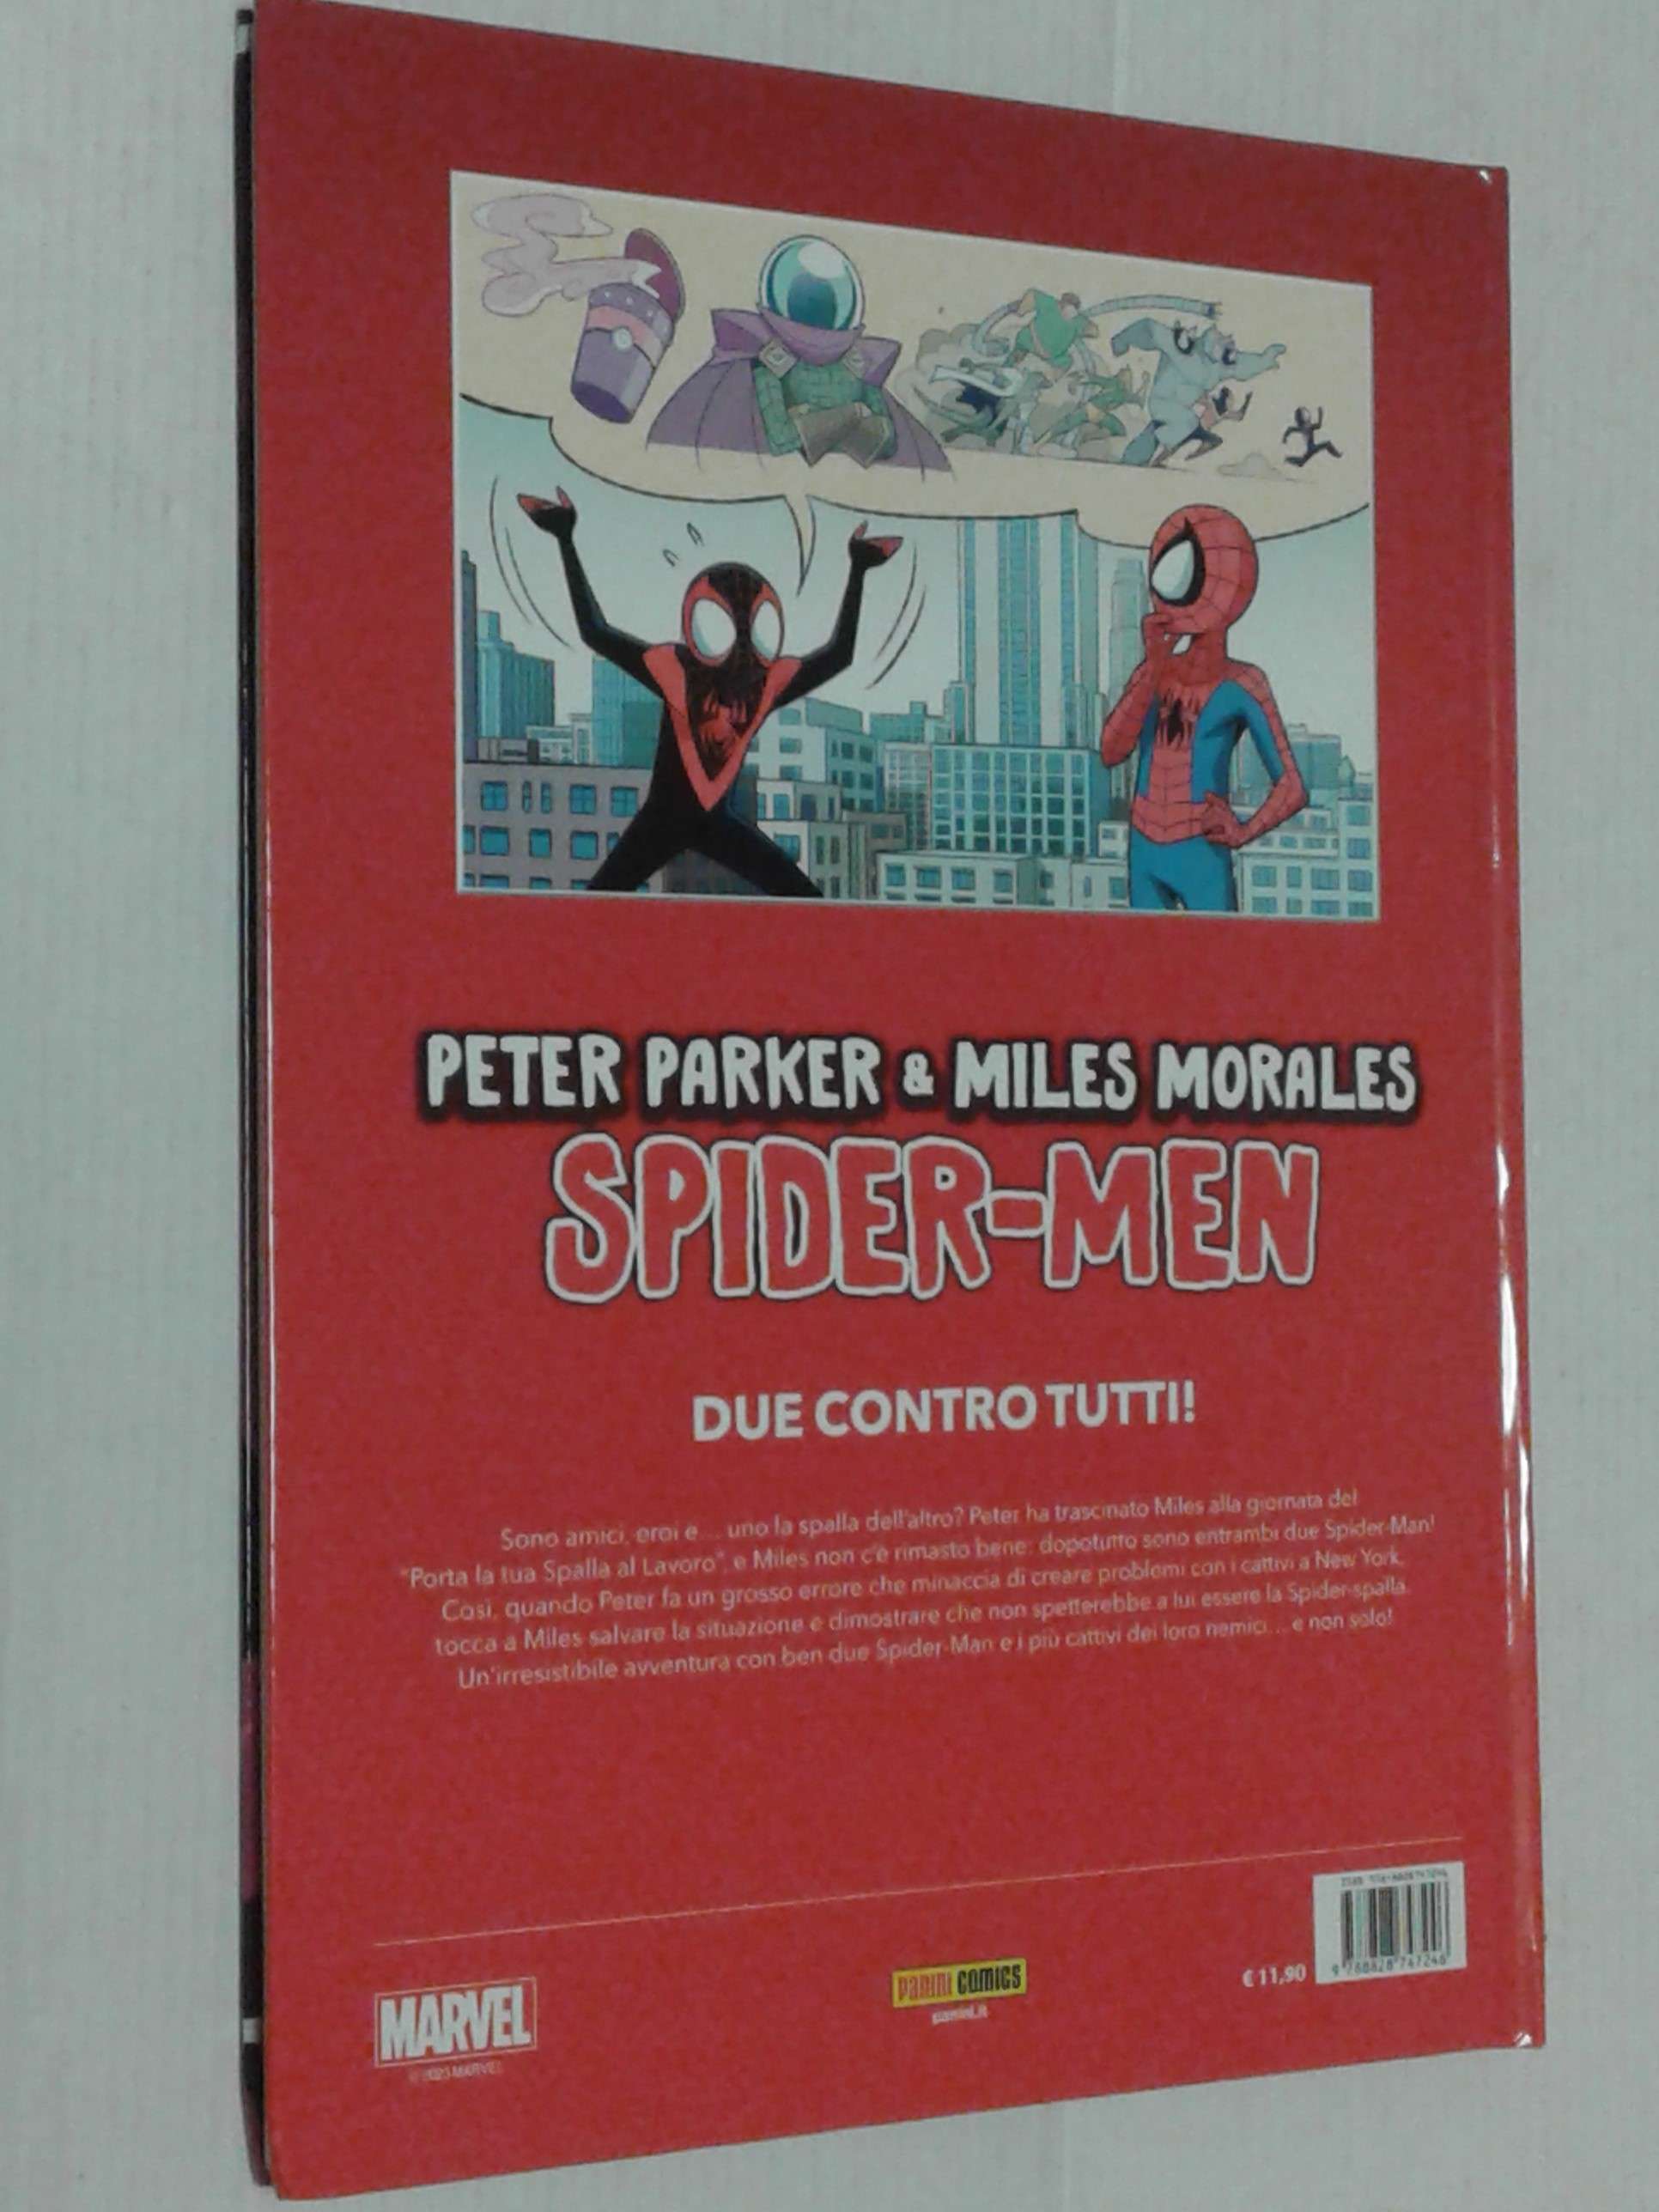 PETER PARKER & MILES MORALES
SPIDER-MEN
DUE CONTRO TUTTI!
Sono amici, eroi e... uno la spalla dell'altro? Peter ha trascinato Miles alla giornata del
"Porta la tua Spalla al Lavoro", e Miles non c'è rimasto bene: dopotutto sono entrambi due Spider-Man!
Così, quando Peter fa un grosso errore che minaccia di creare problemi con i cattivi a New York,
tocca a Miles salvare la situazione e dimostrare che non spetterebbe a lui essere la Spider-spalla.
Un'irresistibile avventura con ben due Spider-Man e i più cattivi dei loro nemici... e non solo!
MARVEL
MARVEL
PANINI COMICS
panini.it
€ 11,90
ISBN